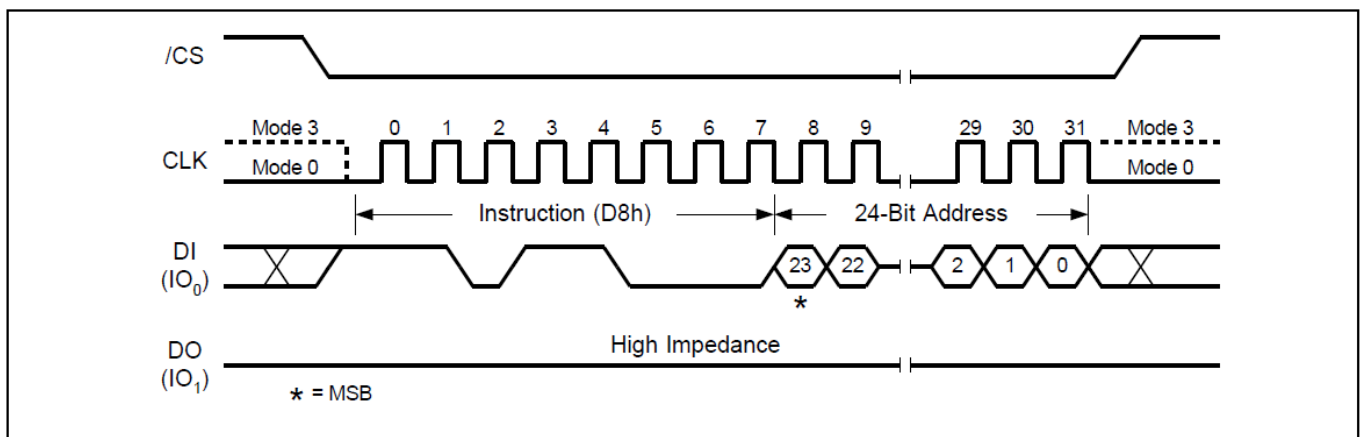 /CS
Mode 3 0 1 2 3 4 5 6 7 8 9 29 30 31 Mode 3
CLK
Mode 0 Mode 0
Instruction (D8h) 24-Bit Address
DI
(IO₀)
23 22 2 1 0
*
DO
(IO₁)
High Impedance
* = MSB